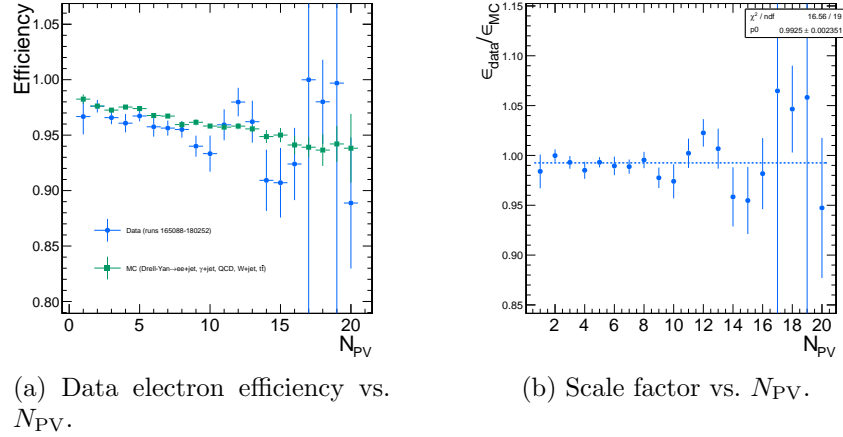 Efficiency
1.00
0.95
0.90
0.85
0.80
Data (runs 165088-180252)
MC (Drell-Yan→ee+jet, γ+jet, QCD, W+jet, tt̄)
0 5 10 15 20
N_PV
(a) Data electron efficiency vs.
N_PV.
ϵ_data/ϵ_MC
1.15
1.10
1.05
1.00
0.95
0.90
0.85
χ² / ndf 16.56 / 19
p0 0.9925 ± 0.002351
2 4 6 8 10 12 14 16 18 20
N_PV
(b) Scale factor vs. N_PV.